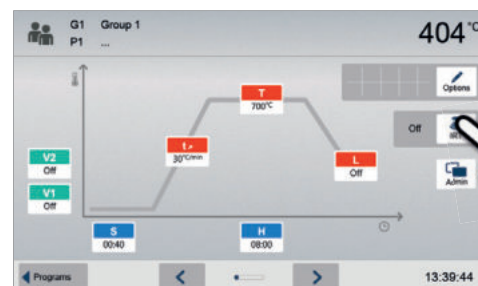 G1 Group 1
P1 ...
404°C
Options
T
700°C
Off
t↗
30°C/min
V2
Off
L
Off
Admin
V1
Off
S
00:40
H
08:00
Programs
13:39:44